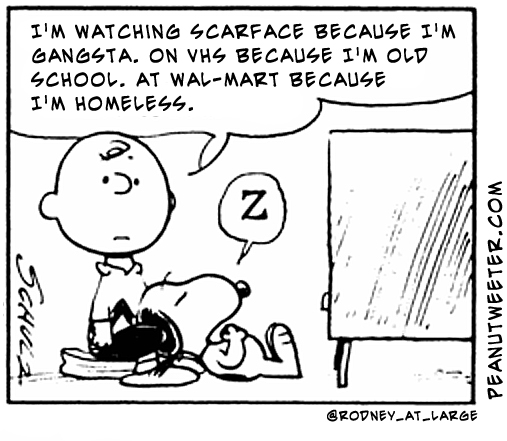 I'M WATCHING SCARFACE BECAUSE I'M
GANGSTA. ON VHS BECAUSE I'M OLD
SCHOOL. AT WAL-MART BECAUSE
I'M HOMELESS.
Z
SCHULZ
PEANUTWEETER.COM
@RODNEY_AT_LARGE